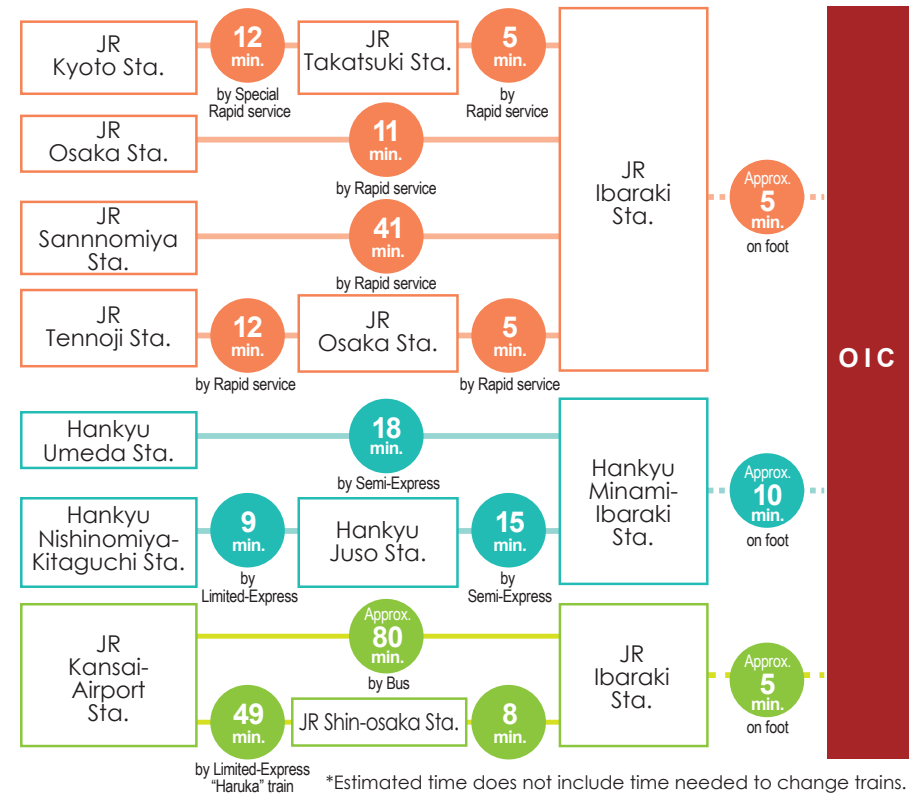 JR
Kyoto Sta.
12
min.
by Special
Rapid service
JR
Takatsuki Sta.
5
min.
by
Rapid service
JR
Osaka Sta.
11
min.
by Rapid service
JR
Sannnomiya
Sta.
41
min.
by Rapid service
JR
Tennoji Sta.
12
min.
by Rapid service
JR
Osaka Sta.
5
min.
by Rapid service
JR
Ibaraki
Sta.
Approx.
5
min.
on foot
Hankyu
Umeda Sta.
18
min.
by Semi-Express
Hankyu
Nishinomiya-
Kitaguchi Sta.
9
min.
by
Limited-Express
Hankyu
Juso Sta.
15
min.
by
Semi-Express
Hankyu
Minami-
Ibaraki
Sta.
Approx.
10
min.
on foot
JR
Kansai-
Airport
Sta.
Approx.
80
min.
by Bus
49
min.
by Limited-Express
"Haruka" train
JR Shin-osaka Sta.
8
min.
JR
Ibaraki
Sta.
Approx.
5
min.
on foot
OIC
*Estimated time does not include time needed to change trains.